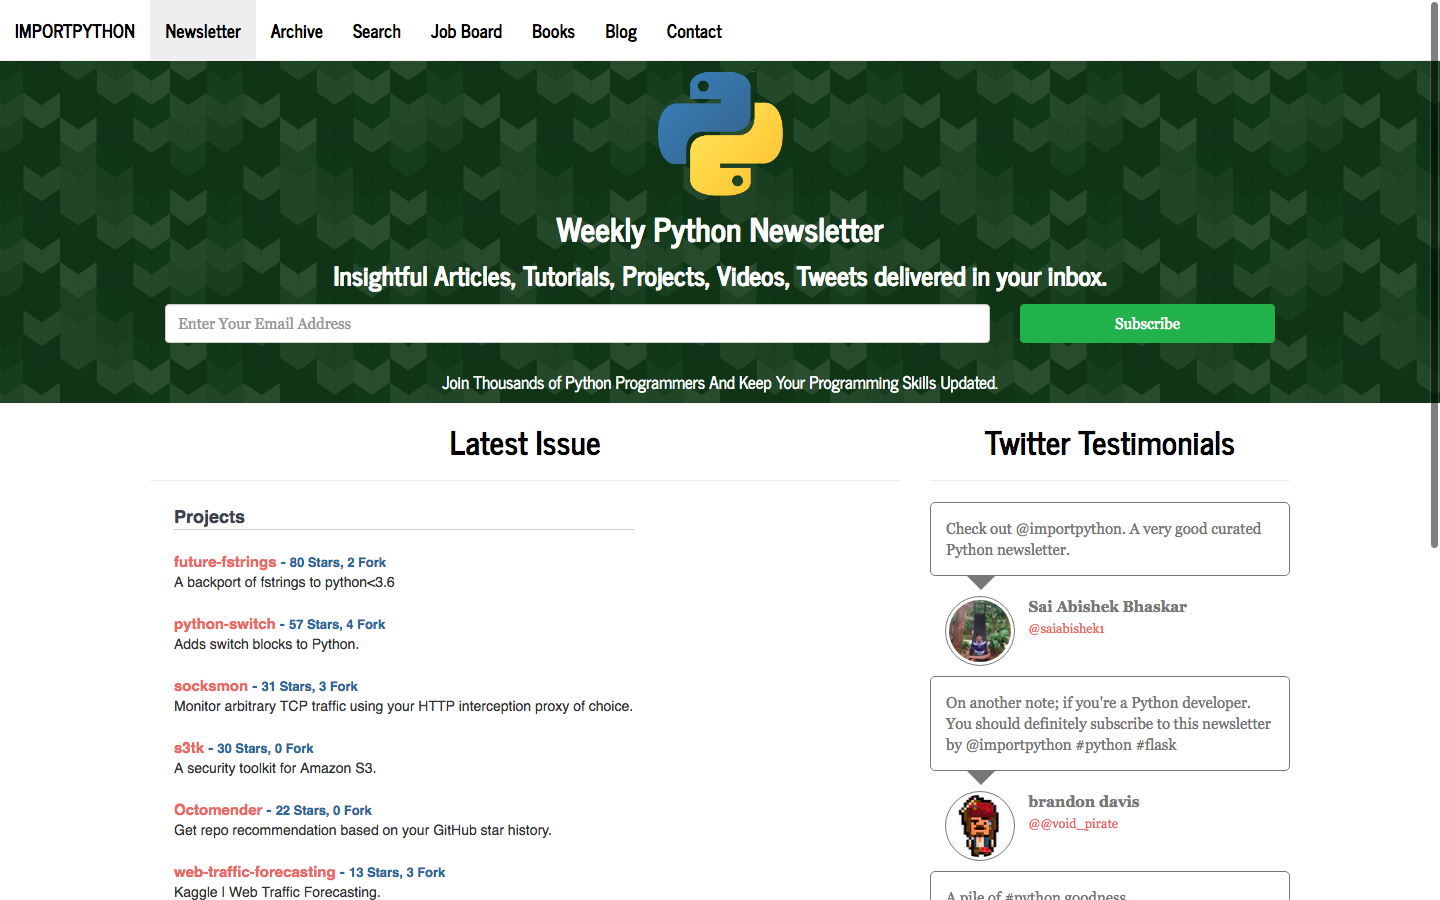 IMPORTPYTHON Newsletter Archive Search Job Board Books Blog Contact
Weekly Python Newsletter
Insightful Articles, Tutorials, Projects, Videos, Tweets delivered in your inbox.
Enter Your Email Address Subscribe
Join Thousands of Python Programmers And Keep Your Programming Skills Updated.
Latest Issue
Projects
future-fstrings - 80 Stars, 2 Fork
A backport of fstrings to python<3.6
python-switch - 57 Stars, 4 Fork
Adds switch blocks to Python.
socksmon - 31 Stars, 3 Fork
Monitor arbitrary TCP traffic using your HTTP interception proxy of choice.
s3tk - 30 Stars, 0 Fork
A security toolkit for Amazon S3.
Octomender - 22 Stars, 0 Fork
Get repo recommendation based on your GitHub star history.
web-traffic-forecasting - 13 Stars, 3 Fork
Kaggle | Web Traffic Forecasting.
Twitter Testimonials
Check out @importpython. A very good curated
Python newsletter.
Sai Abishek Bhaskar
@saiabishek1
On another note; if you're a Python developer.
You should definitely subscribe to this newsletter
by @importpython #python #flask
brandon davis
@@void_pirate
A pile of #python goodness